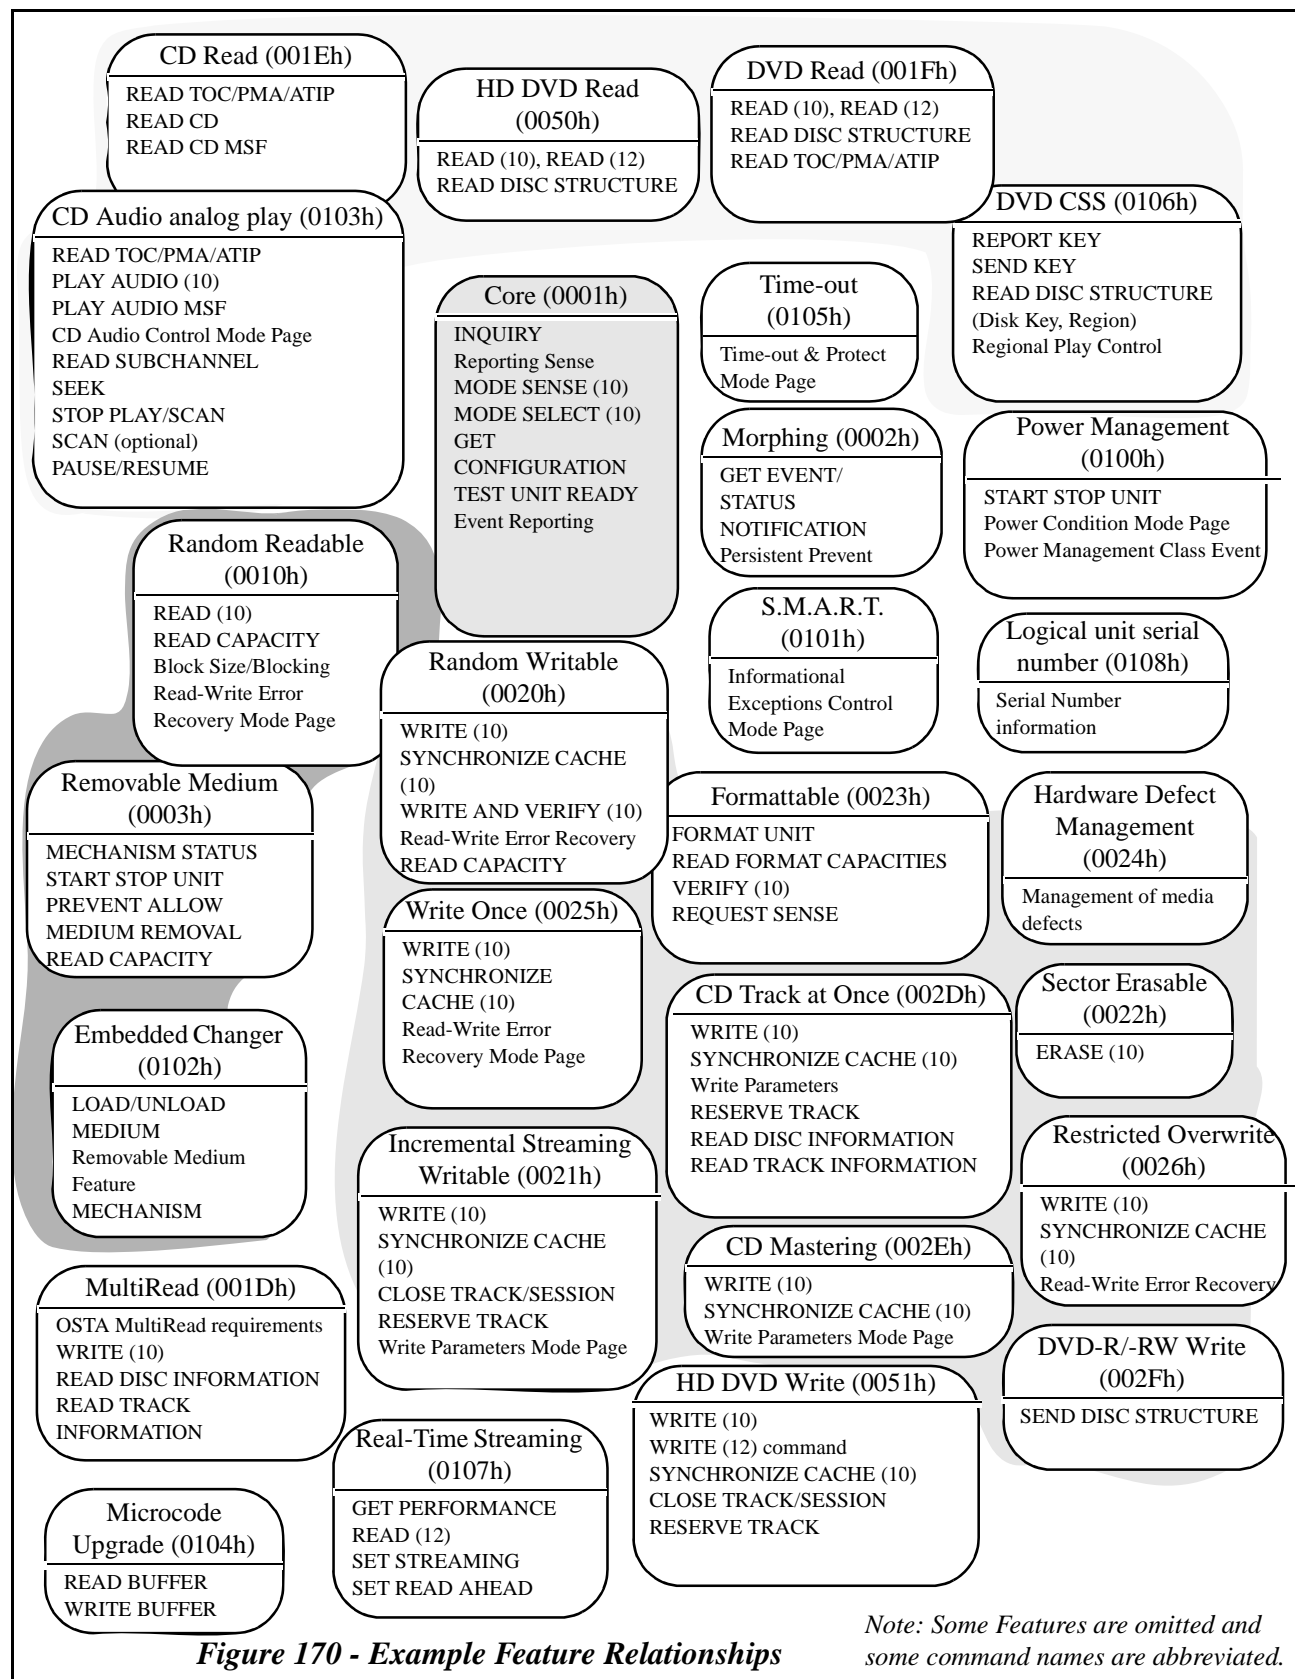 CD Read (001Eh)
READ TOC/PMA/ATIP
READ CD
READ CD MSF
HD DVD Read
(0050h)
READ (10), READ (12)
READ DISC STRUCTURE
DVD Read (001Fh)
READ (10), READ (12)
READ DISC STRUCTURE
READ TOC/PMA/ATIP
CD Audio analog play (0103h)
READ TOC/PMA/ATIP
PLAY AUDIO (10)
PLAY AUDIO MSF
CD Audio Control Mode Page
READ SUBCHANNEL
SEEK
STOP PLAY/SCAN
SCAN (optional)
PAUSE/RESUME
Core (0001h)
INQUIRY
Reporting Sense
MODE SENSE (10)
MODE SELECT (10)
GET
CONFIGURATION
TEST UNIT READY
Event Reporting
Time-out
(0105h)
Time-out & Protect
Mode Page
DVD CSS (0106h)
REPORT KEY
SEND KEY
READ DISC STRUCTURE
(Disk Key, Region)
Regional Play Control
Morphing (0002h)
GET EVENT/
STATUS
NOTIFICATION
Persistent Prevent
Power Management
(0100h)
START STOP UNIT
Power Condition Mode Page
Power Management Class Event
Random Readable
(0010h)
READ (10)
READ CAPACITY
Block Size/Blocking
Read-Write Error
Recovery Mode Page
Random Writable
(0020h)
WRITE (10)
SYNCHRONIZE CACHE
(10)
WRITE AND VERIFY (10)
Read-Write Error Recovery
READ CAPACITY
S.M.A.R.T.
(0101h)
Informational
Exceptions Control
Mode Page
Logical unit serial
number (0108h)
Serial Number
information
Removable Medium
(0003h)
MECHANISM STATUS
START STOP UNIT
PREVENT ALLOW
MEDIUM REMOVAL
READ CAPACITY
Formattable (0023h)
FORMAT UNIT
READ FORMAT CAPACITIES
VERIFY (10)
REQUEST SENSE
Hardware Defect
Management
(0024h)
Management of media
defects
Write Once (0025h)
WRITE (10)
SYNCHRONIZE
CACHE (10)
Read-Write Error
Recovery Mode Page
CD Track at Once (002Dh)
WRITE (10)
SYNCHRONIZE CACHE (10)
Write Parameters
RESERVE TRACK
READ DISC INFORMATION
READ TRACK INFORMATION
Sector Erasable
(0022h)
ERASE (10)
Embedded Changer
(0102h)
LOAD/UNLOAD
MEDIUM
Removable Medium
Feature
MECHANISM
Incremental Streaming
Writable (0021h)
WRITE (10)
SYNCHRONIZE CACHE
(10)
CLOSE TRACK/SESSION
RESERVE TRACK
Write Parameters Mode Page
Restricted Overwrite
(0026h)
WRITE (10)
SYNCHRONIZE CACHE
(10)
Read-Write Error Recovery
CD Mastering (002Eh)
WRITE (10)
SYNCHRONIZE CACHE (10)
Write Parameters Mode Page
MultiRead (001Dh)
OSTA MultiRead requirements
WRITE (10)
READ DISC INFORMATION
READ TRACK
INFORMATION
DVD-R/-RW Write
(002Fh)
SEND DISC STRUCTURE
HD DVD Write (0051h)
WRITE (10)
WRITE (12) command
SYNCHRONIZE CACHE (10)
CLOSE TRACK/SESSION
RESERVE TRACK
Real-Time Streaming
(0107h)
GET PERFORMANCE
READ (12)
SET STREAMING
SET READ AHEAD
Microcode
Upgrade (0104h)
READ BUFFER
WRITE BUFFER
Figure 170 - Example Feature Relationships
Note: Some Features are omitted and
some command names are abbreviated.